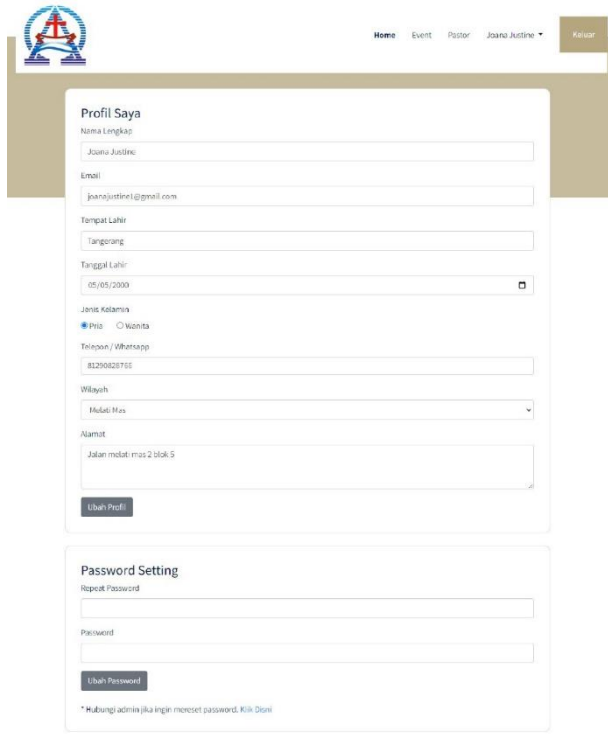 Home Event Pastor Joana Justine Keluar
Profil Saya
Nama Lengkap
Joana Justine
Email
joanajustine1@gmail.com
Tempat Lahir
Tangerang
Tanggal Lahir
05/05/2000
Jenis Kelamin
Pria Wanita
Telepon / Whatsapp
Wilayah
Melati Mas
Alamat
Jalan melati mas 2 blok 5
Ubah Profil
Password Setting
Repeat Password
Password
Ubah Password
* Hubungi admin jika ingin mereset password. Klik Disni